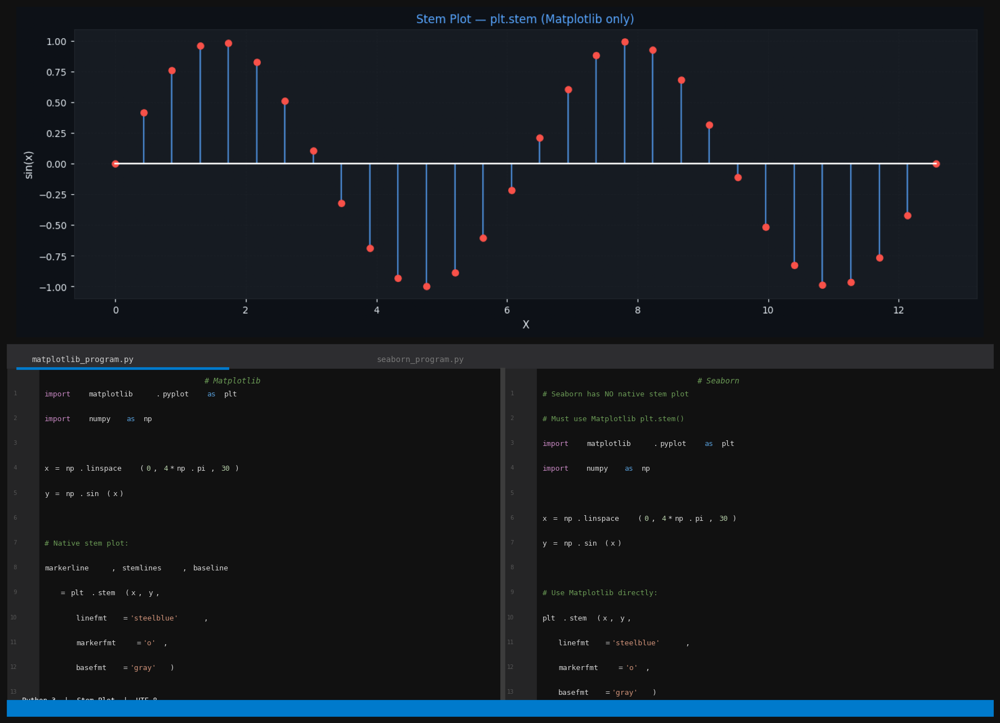 Stem Plot — plt.stem (Matplotlib only)
1.00
0.75
0.50
0.25
0.00
−0.25
−0.50
−0.75
−1.00
sin(x)
0 2 4 6 8 10 12
X
matplotlib_program.py
seaborn_program.py
# Matplotlib
1 import matplotlib .pyplot as plt
2 import numpy as np
3
4 x = np .linspace (0, 4*np .pi , 30 )
5 y = np .sin (x)
6
7 # Native stem plot:
8 markerline , stemlines , baseline
9 = plt .stem (x, y,
10 linefmt ='steelblue' ,
11 markerfmt ='o' ,
12 basefmt ='gray' )
13
# Seaborn
1 # Seaborn has NO native stem plot
2 # Must use Matplotlib plt.stem()
3 import matplotlib .pyplot as plt
4 import numpy as np
5
6 x = np .linspace (0, 4*np .pi , 30 )
7 y = np .sin (x)
8
9 # Use Matplotlib directly:
10 plt .stem (x, y,
11 linefmt ='steelblue' ,
12 markerfmt ='o' ,
13 basefmt ='gray' )
Python 3 | Stem Plot | UTF-8